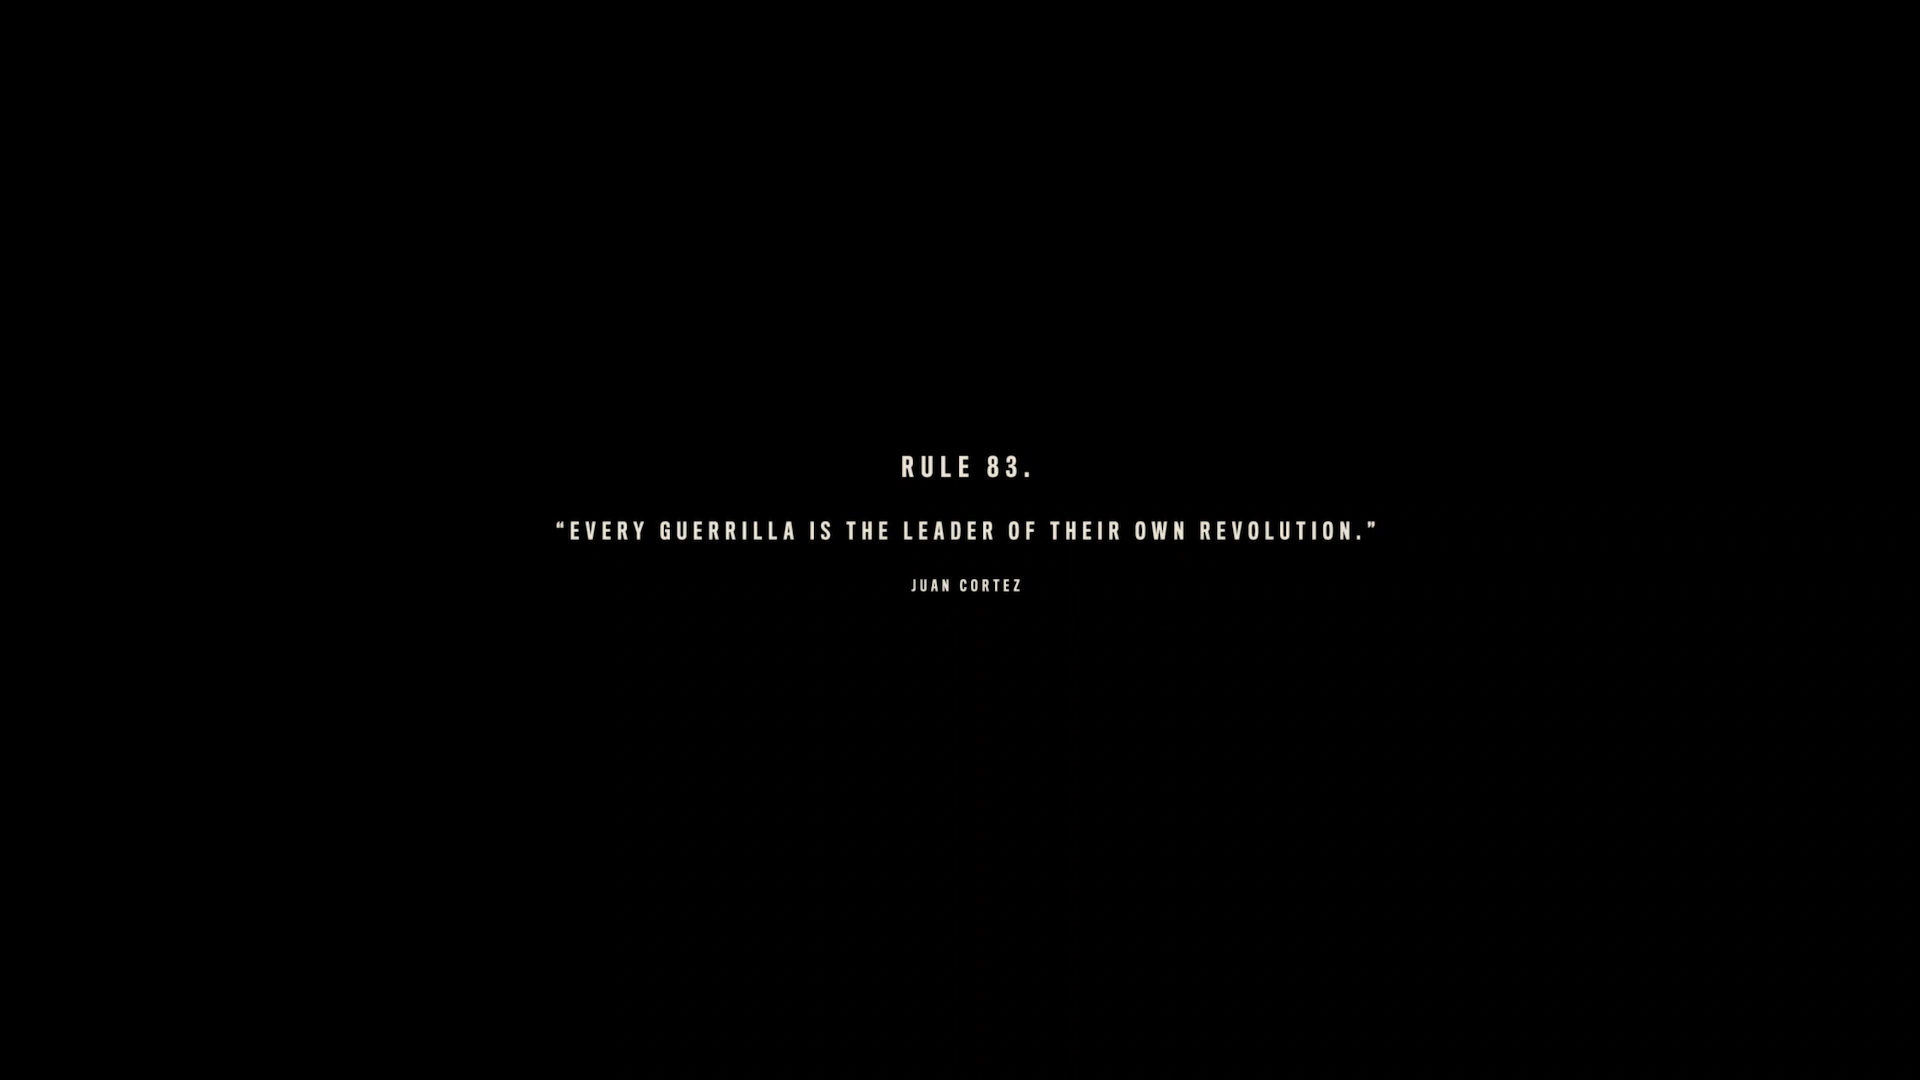 RULE 83.
“EVERY GUERRILLA IS THE LEADER OF THEIR OWN REVOLUTION.”
JUAN CORTEZ